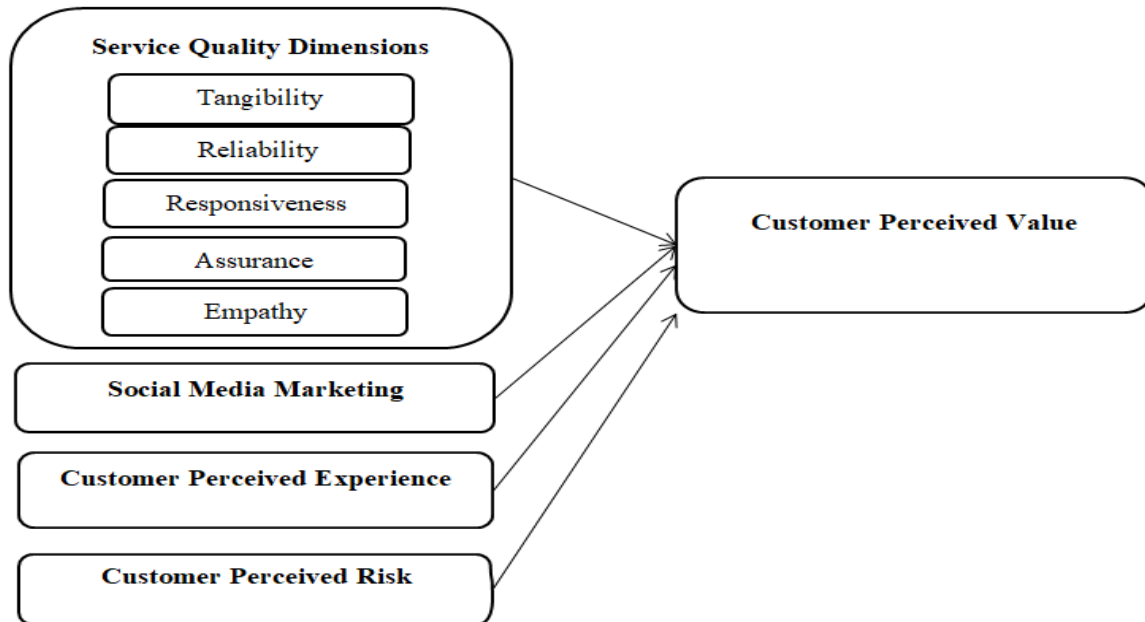 Service Quality Dimensions
Tangibility
Reliability
Responsiveness
Assurance
Empathy
Social Media Marketing
Customer Perceived Experience
Customer Perceived Risk
Customer Perceived Value